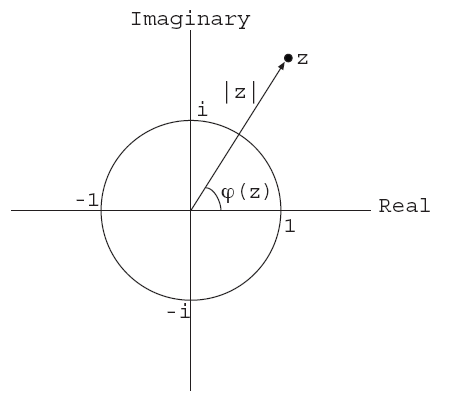 Imaginary
z
|z|
i
φ(z)
-1
Real
1
-i